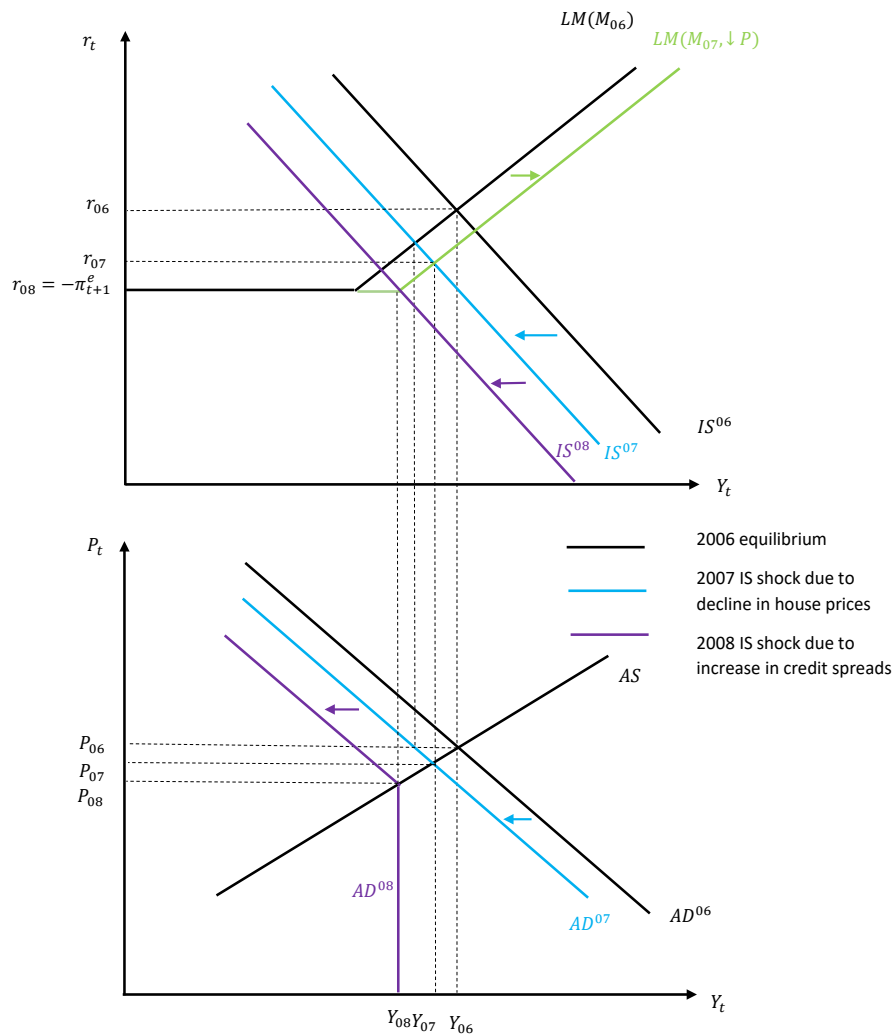 LM(M₀₆)
LM(M₀₇,↓ P)
rₜ
r₀₆
r₀₇
r₀₈ = −πᵉₜ₊₁
IS⁰⁶
IS⁰⁸
IS⁰⁷
Yₜ
Pₜ
2006 equilibrium
2007 IS shock due to
decline in house prices
2008 IS shock due to
increase in credit spreads
AS
P₀₆
P₀₇
P₀₈
AD⁰⁸
AD⁰⁷
AD⁰⁶
Y₀₈
Y₀₇
Y₀₆
Yₜ